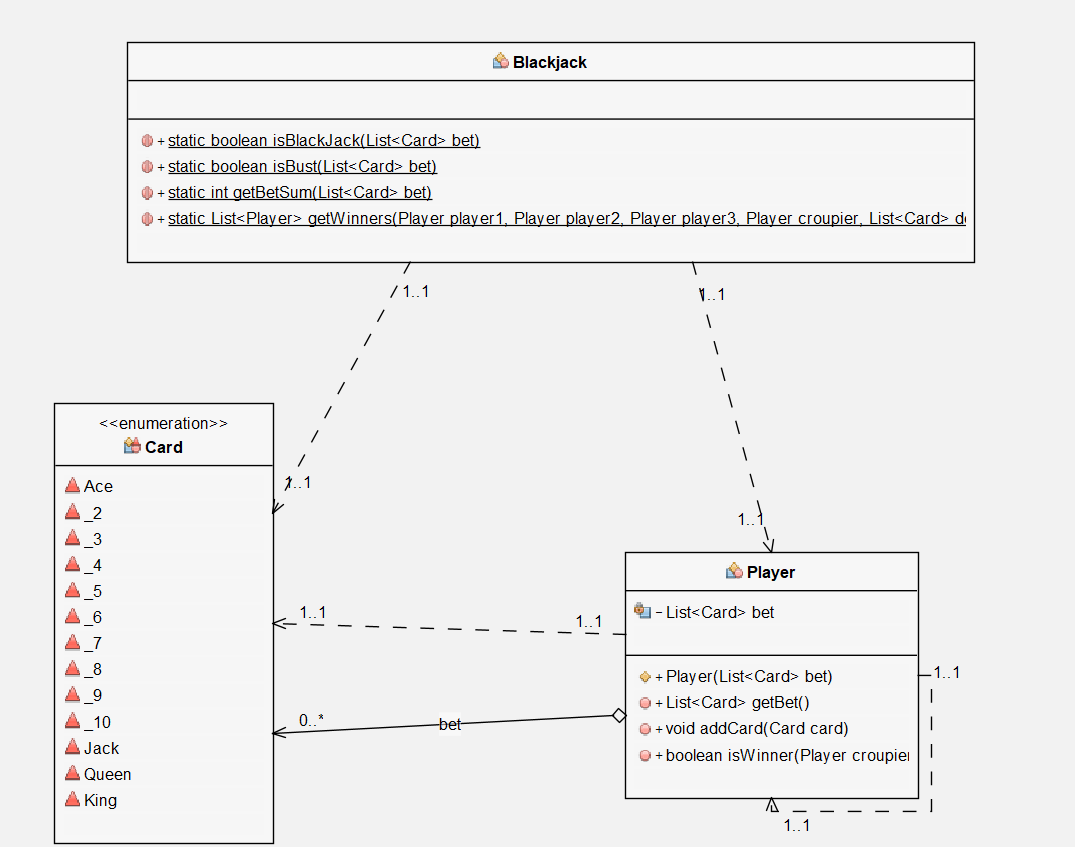 Blackjack
+ static boolean isBlackJack(List<Card> bet)
+ static boolean isBust(List<Card> bet)
+ static int getBetSum(List<Card> bet)
+ static List<Player> getWinners(Player player1, Player player2, Player player3, Player croupier, List<Card>
1..1
1..1
<<enumeration>>
Card
Ace
_2
_3
_4
_5
_6
_7
_8
_9
_10
Jack
Queen
King
1..1
1..1
Player
- List<Card> bet
+ Player(List<Card> bet)
+ List<Card> getBet()
+ void addCard(Card card)
+ boolean isWinner(Player croupier
1..1
1..1
0..*
bet
1..1
1..1